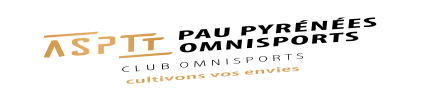 ASPTT
PAU PYRÉNÉES
OMNISPORTS
CLUB OMNISPORTS
cultivons vos envies